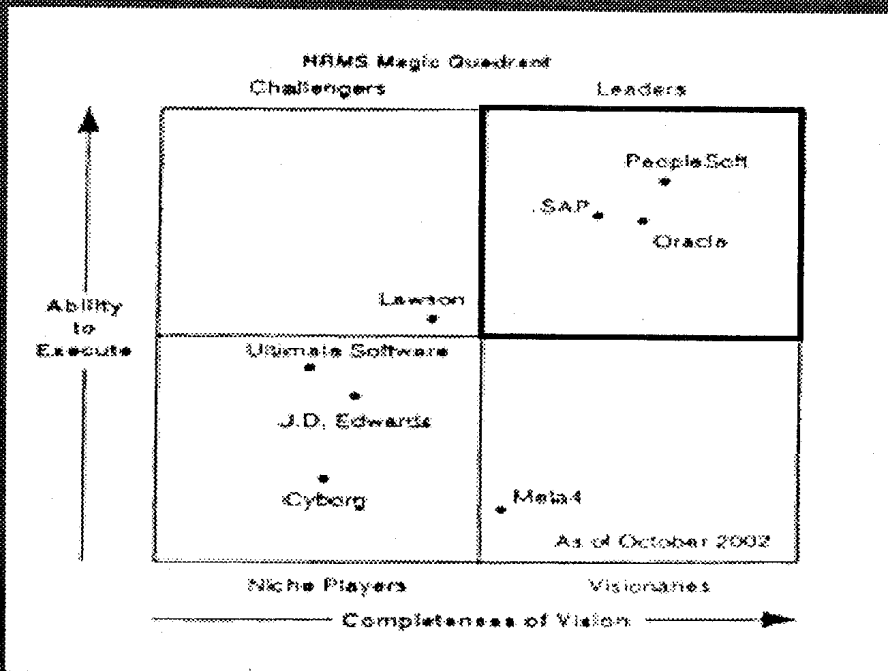 HRMS Magic Quadrant
Challengers
Leaders
PeopleSoft
SAP
Oracle
Lawson
Ability
to
Execute
Ultimate Software
J.D. Edwards
Cyborg
Meta4
As of October 2002
Niche Players
Visionaries
Completeness of Vision